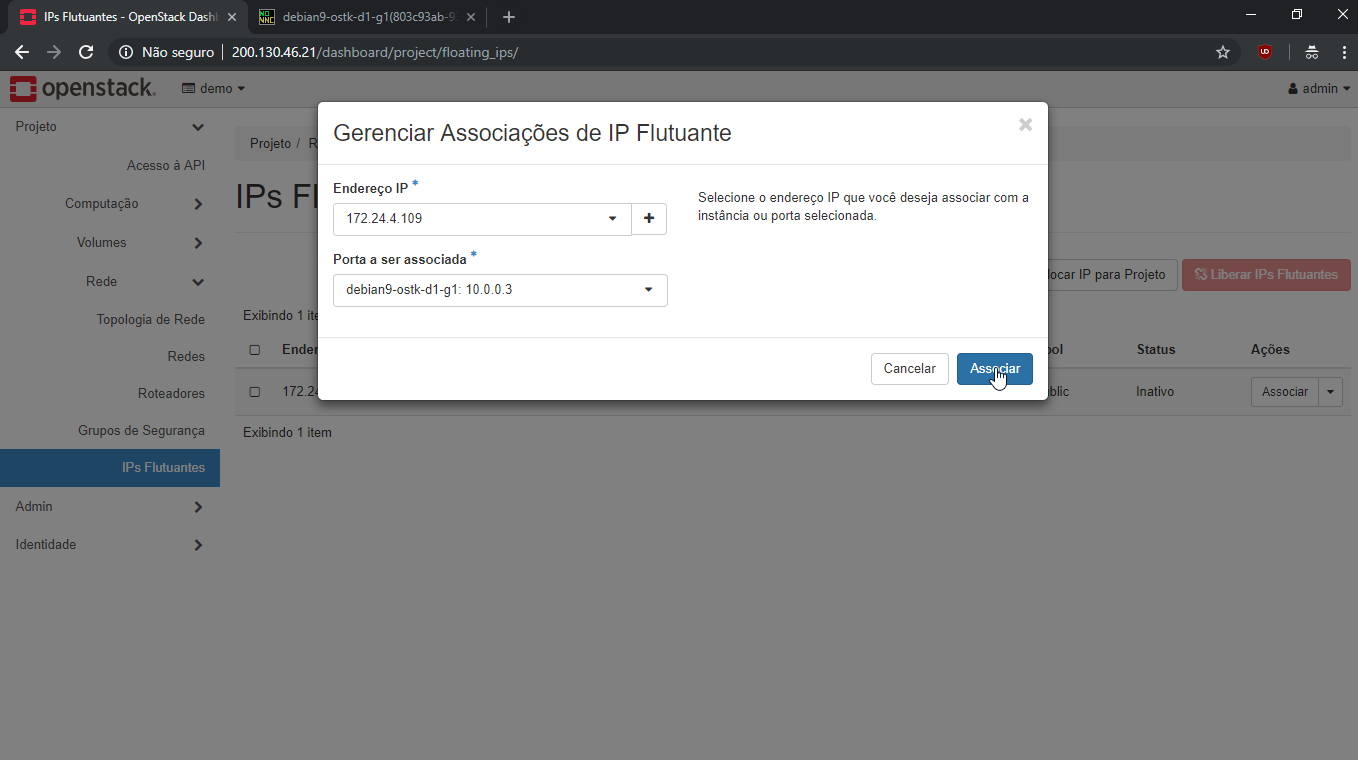 IPs Flutuantes - OpenStack Dash
debian9-ostk-d1-g1(803c93ab-9
Não seguro
200.130.46.21/dashboard/project/floating_ips/
openstack.
demo
admin
Projeto
Acesso à API
Computação
Volumes
Rede
Topologia de Rede
Redes
Roteadores
Grupos de Segurança
IPs Flutuantes
Admin
Identidade
Projeto / R
IPs Fl
Gerenciar Associações de IP Flutuante
Endereço IP *
172.24.4.109
Porta a ser associada *
debian9-ostk-d1-g1: 10.0.0.3
Selecione o endereço IP que você deseja associar com a
instância ou porta selecionada.
Cancelar
Associar
locar IP para Projeto
Liberar IPs Flutuantes
Exibindo 1 ite
Ender
ool
Status
Ações
172.24
blic
Inativo
Associar
Exibindo 1 item